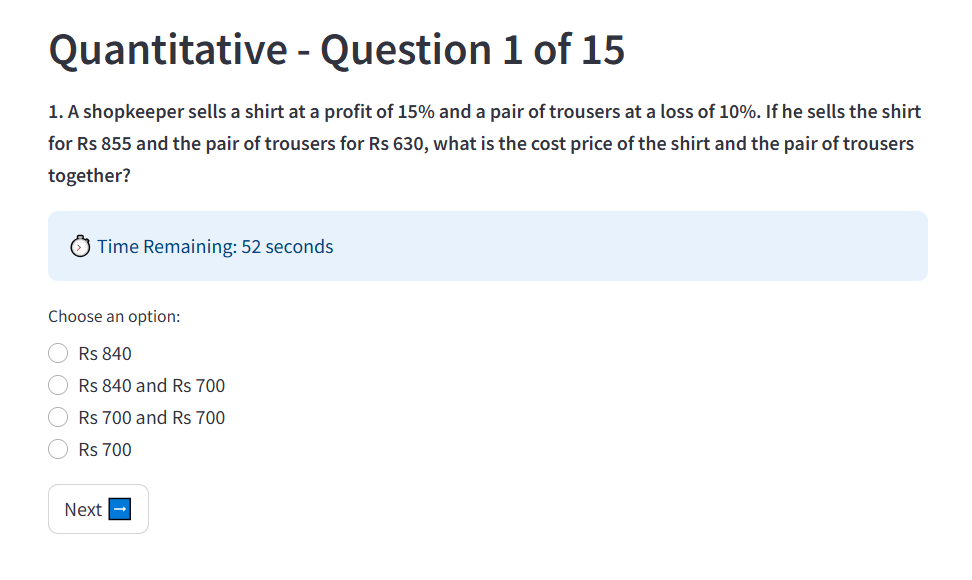 Quantitative - Question 1 of 15
1. A shopkeeper sells a shirt at a profit of 15% and a pair of trousers at a loss of 10%. If he sells the shirt
for Rs 855 and the pair of trousers for Rs 630, what is the cost price of the shirt and the pair of trousers
together?
Time Remaining: 52 seconds
Choose an option:
Rs 840
Rs 840 and Rs 700
Rs 700 and Rs 700
Rs 700
Next ➡